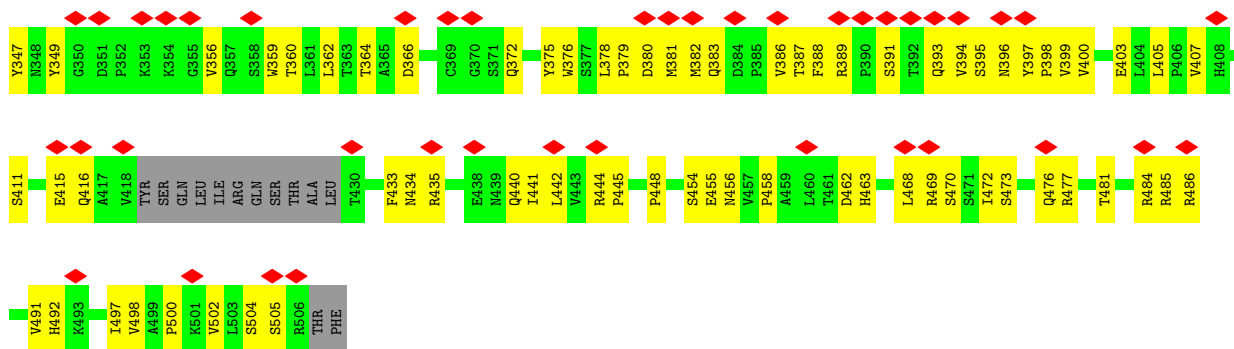 Y347 N348 Y349 G350 D351 P352 K353 K354 G355 V356 Q357 S358 W359 T360 L361 L362 T363 T364 A365 D366 C369 G370 S371 Q372 Y375 W376 S377 L378 P379 D380 M381 M382 Q383 D384 P385 V386 T387 F388 R389 P390 S391 T392 Q393 V394 S395 N396 Y397 P398 V399 V400 E403 L404 L405 P406 V407 H408
S411 E415 Q416 A417 V418 TYR SER GLN LEU ILE ARG GLN SER THR ALA LEU T430 F433 N434 R435 E438 N439 Q440 I441 L442 V443 R444 P445 P448 S454 E455 N456 V457 P458 A459 L460 T461 D462 H463 L468 R469 S470 S471 I472 S473 Q476 R477 T481 R484 R485 R486
V491 H492 K493 I497 V498 A499 P500 K501 V502 L503 S504 S505 R506 THR PHE